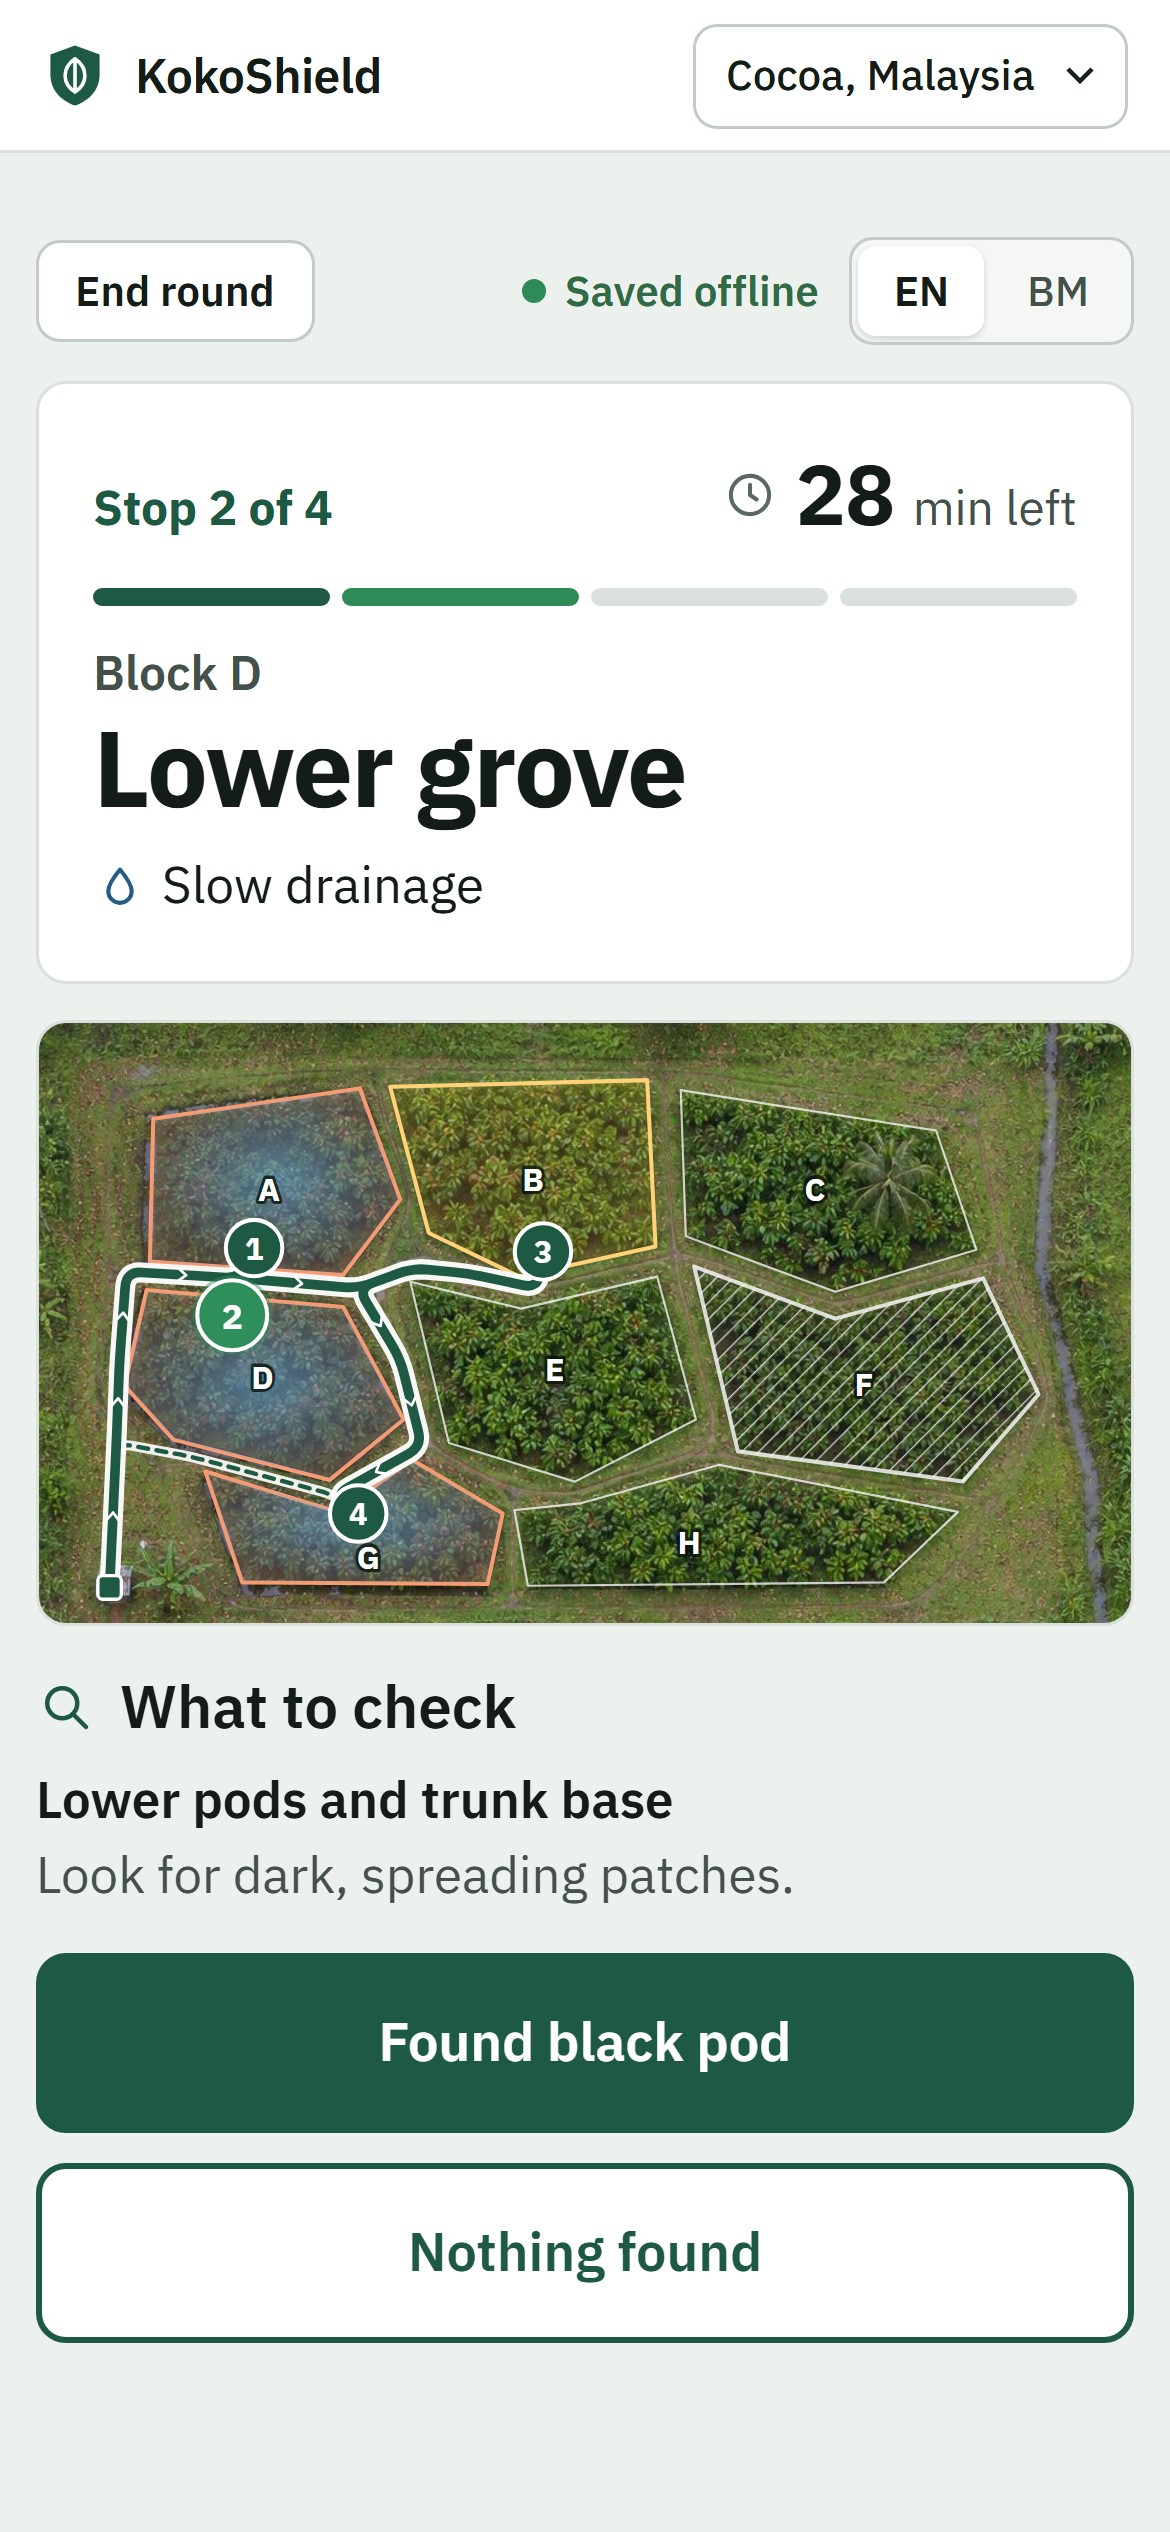 KokoShield
Cocoa, Malaysia
End round
Saved offline
EN
BM
Stop 2 of 4
28 min left
Block D
Lower grove
Slow drainage
A
B
C
1
3
2
D
E
F
4
G
H
What to check
Lower pods and trunk base
Look for dark, spreading patches.
Found black pod
Nothing found